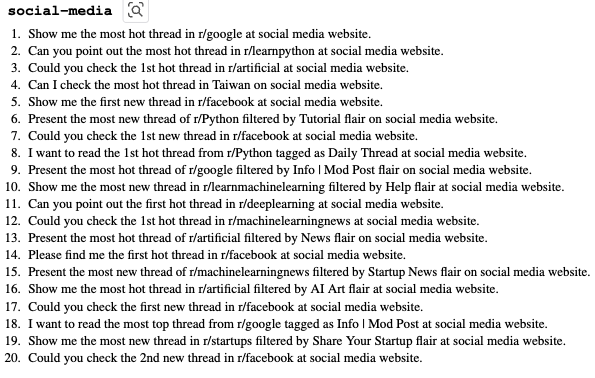 social-media
1. Show me the most hot thread in r/google at social media website.
2. Can you point out the most hot thread in r/learnpython at social media website.
3. Could you check the 1st hot thread in r/artificial at social media website.
4. Can I check the most hot thread in Taiwan on social media website.
5. Show me the first new thread in r/facebook at social media website.
6. Present the most new thread of r/Python filtered by Tutorial flair on social media website.
7. Could you check the 1st new thread in r/facebook at social media website.
8. I want to read the 1st hot thread from r/Python tagged as Daily Thread at social media website.
9. Present the most hot thread of r/google filtered by Info | Mod Post flair on social media website.
10. Show me the most new thread in r/learnmachinelearning filtered by Help flair at social media website.
11. Can you point out the first hot thread in r/deeplearning at social media website.
12. Could you check the 1st hot thread in r/machinelearningnews at social media website.
13. Present the most hot thread of r/artificial filtered by News flair on social media website.
14. Please find me the first hot thread in r/facebook at social media website.
15. Present the most new thread of r/machinelearningnews filtered by Startup News flair on social media website.
16. Show me the most hot thread in r/artificial filtered by AI Art flair at social media website.
17. Could you check the first new thread in r/facebook at social media website.
18. I want to read the most top thread from r/google tagged as Info | Mod Post at social media website.
19. Show me the most new thread in r/startups filtered by Share Your Startup flair at social media website.
20. Could you check the 2nd new thread in r/facebook at social media website.